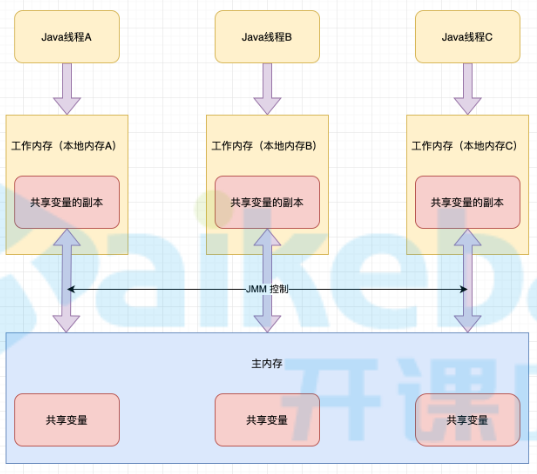 Java线程A
Java线程B
Java线程C
工作内存（本地内存A）
工作内存（本地内存B）
工作内存（本地内存C）
共享变量的副本
共享变量的副本
共享变量的副本
JMM 控制
主内存
共享变量
共享变量
共享变量
aikeba
开课